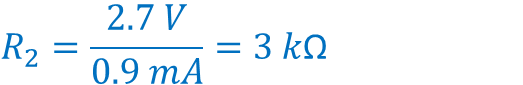 R₂ = 2.7 V / 0.9 mA = 3 kΩ